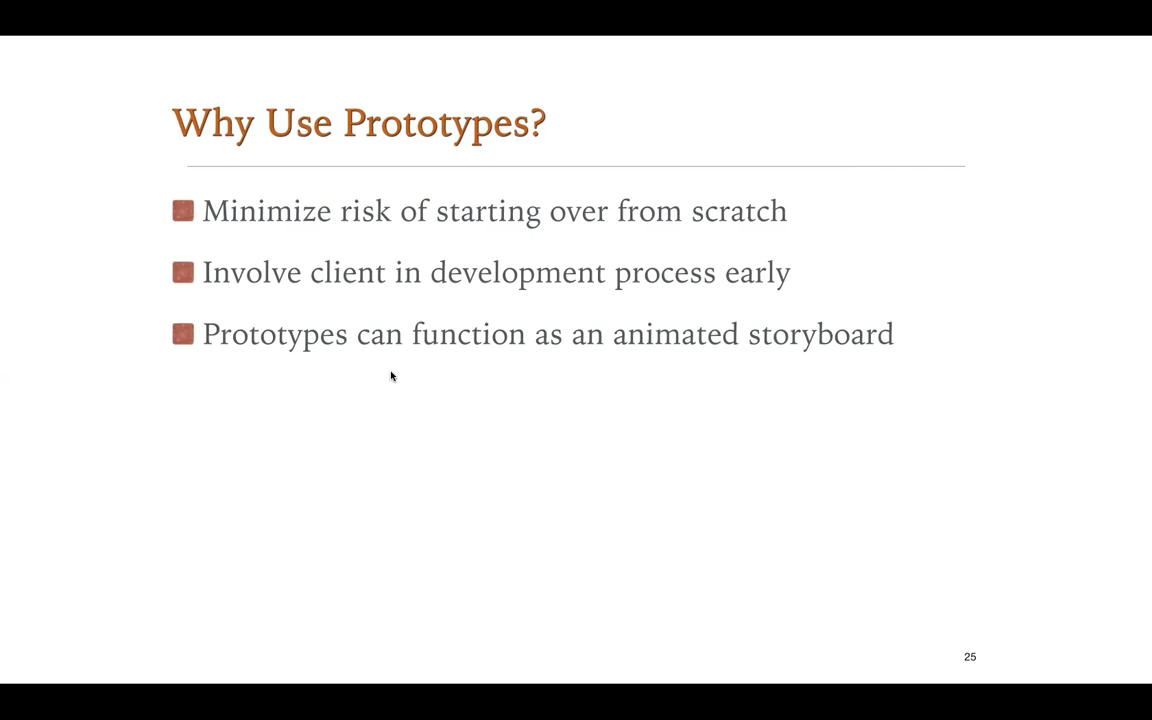 Why Use Prototypes?
Minimize risk of starting over from scratch
Involve client in development process early
Prototypes can function as an animated storyboard
25